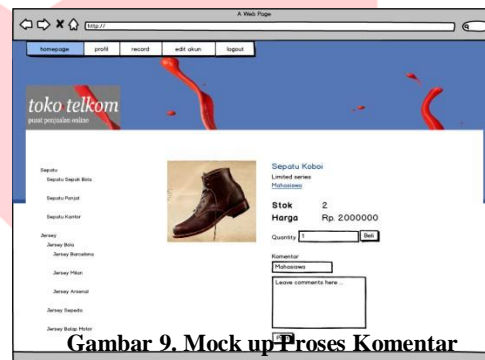 A Web Page
http://
homepage profil record edit akun logout
toko telkom
pusat penjualan online
Sepatu
Sepatu Sepak Bola
Sepatu Panjat
Sepatu Kantor
Jersey
Jersey Bola
Jersey Barcelona
Jersey Milan
Jersey Arsenal
Jersey Sepeda
Jersey Balap Motor
Sepatu Koboi
Limited series
Mahasiswa
Stok 2
Harga Rp. 2000000
Quantity 1 Beli
Komentar
Mahasiswa
Leave comments here ...
Gambar 9. Mock up Proses Komentar